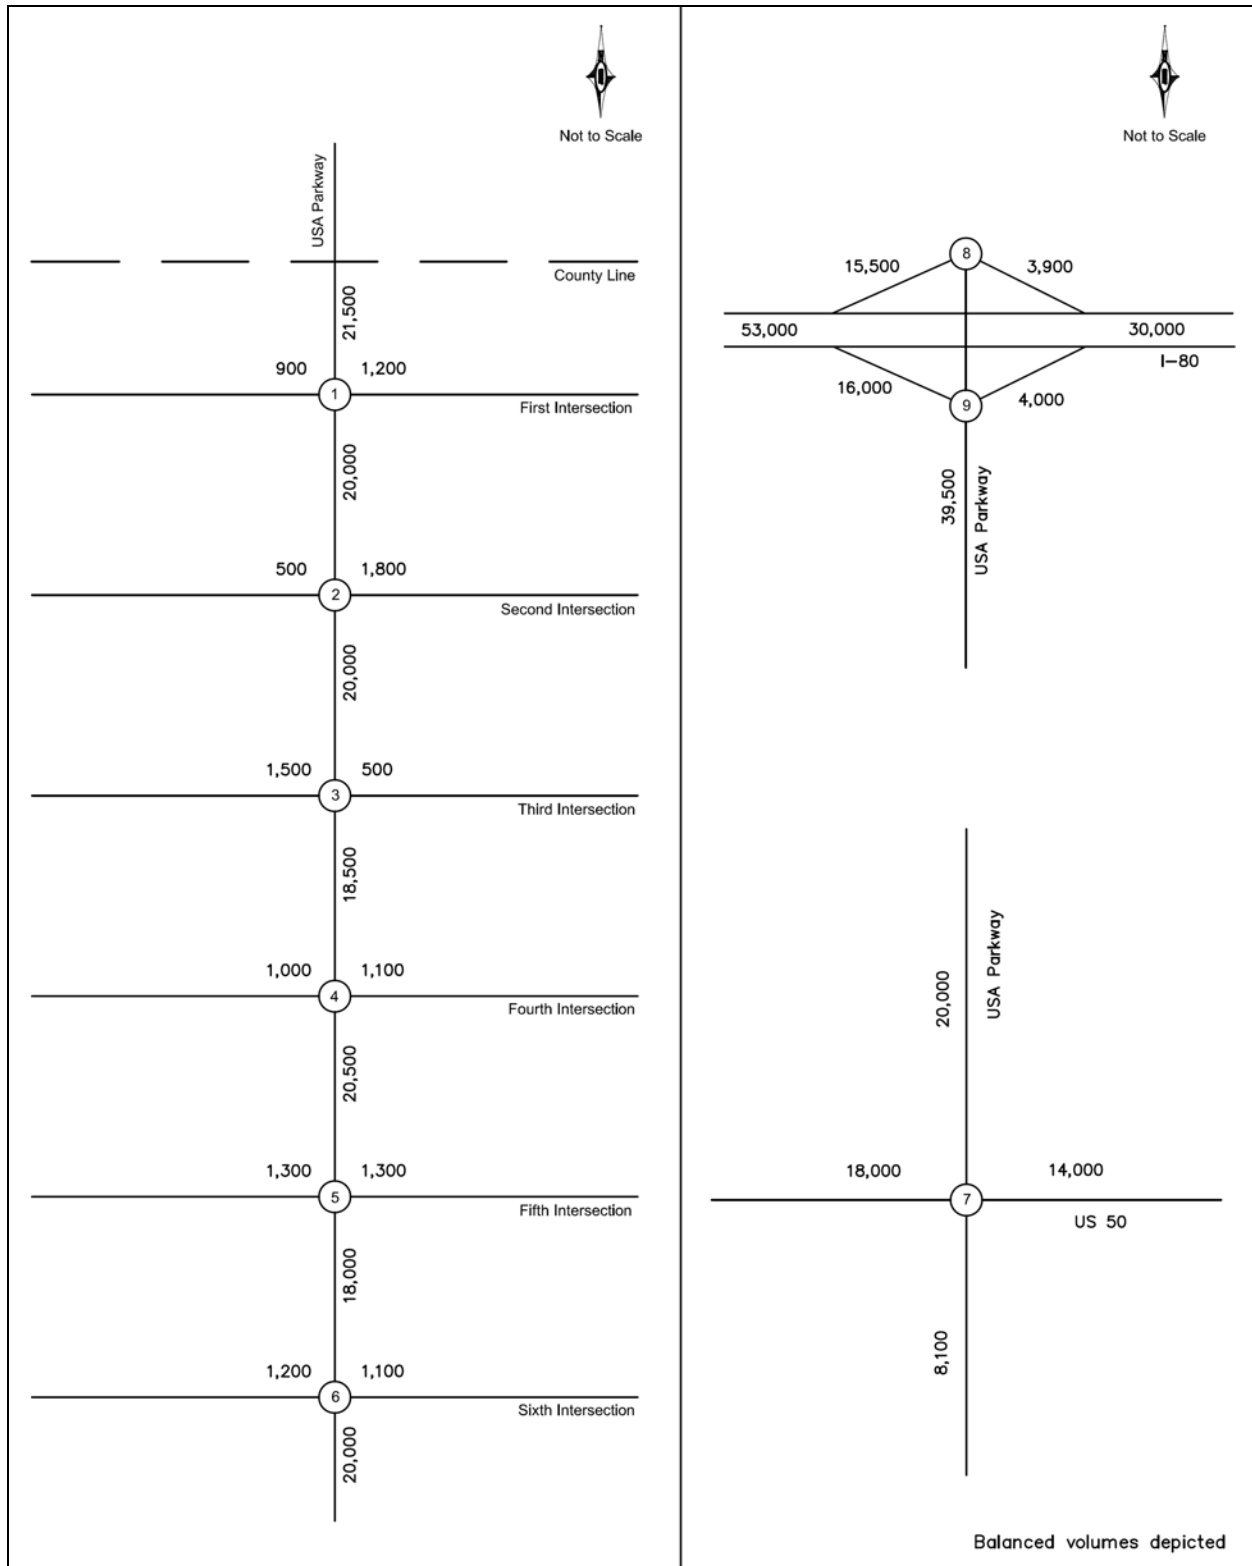 Not to Scale
USA Parkway
County Line
21,500
900 1,200
1
First Intersection
20,000
500 1,800
2
Second Intersection
20,000
1,500 500
3
Third Intersection
18,500
1,000 1,100
4
Fourth Intersection
20,500
1,300 1,300
5
Fifth Intersection
18,000
1,200 1,100
6
Sixth Intersection
20,000
Not to Scale
8
15,500 3,900
53,000 30,000
I-80
16,000 4,000
9
39,500
USA Parkway
USA Parkway
20,000
18,000 14,000
7
US 50
8,100
Balanced volumes depicted